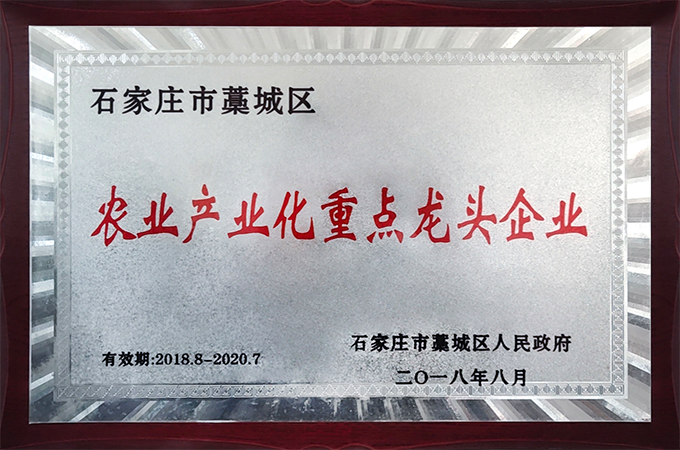 石家庄市藁城区
农业产业化重点龙头企业
有效期:2018.8-2020.7
石家庄市藁城区人民政府
二〇一八年八月